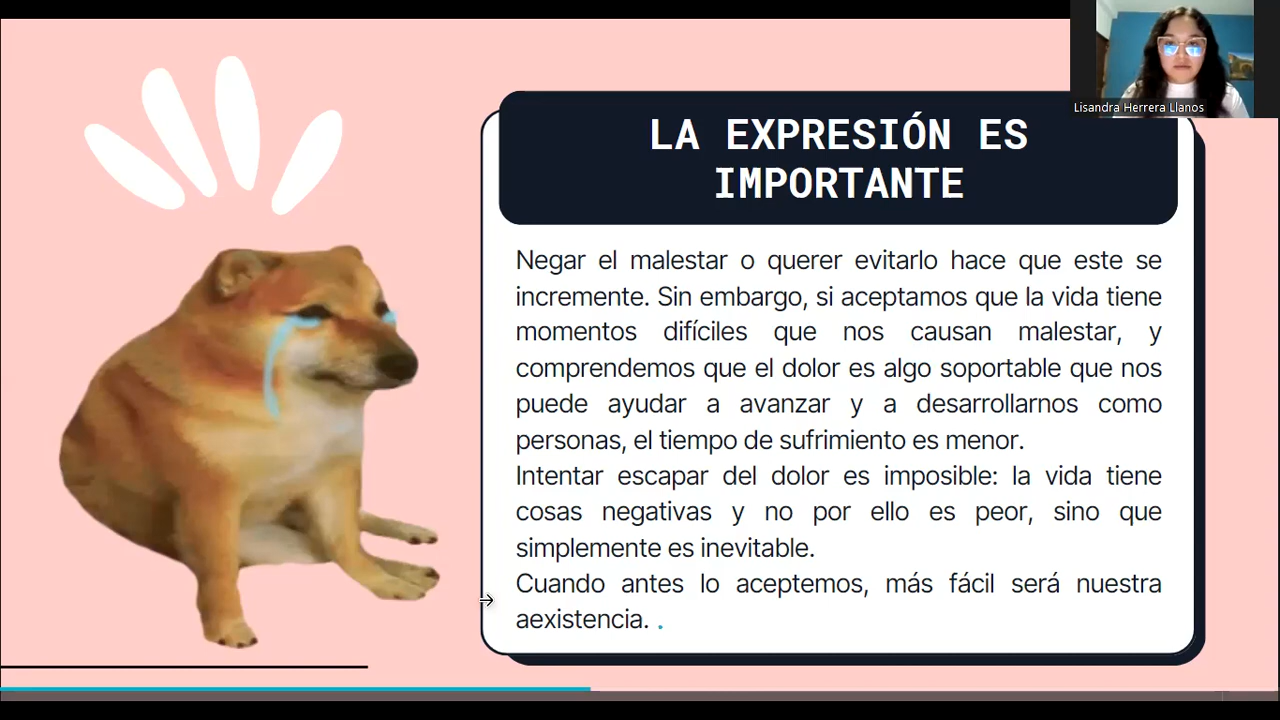 Lisandra Herrera Llanos
LA EXPRESIÓN ES
IMPORTANTE
Negar el malestar o querer evitarlo hace que este se
incremente. Sin embargo, si aceptamos que la vida tiene
momentos difíciles que nos causan malestar, y
comprendemos que el dolor es algo soportable que nos
puede ayudar a avanzar y a desarrollarnos como
personas, el tiempo de sufrimiento es menor.
Intentar escapar del dolor es imposible: la vida tiene
cosas negativas y no por ello es peor, sino que
simplemente es inevitable.
Cuando antes lo aceptemos, más fácil será nuestra
aexistencia. .